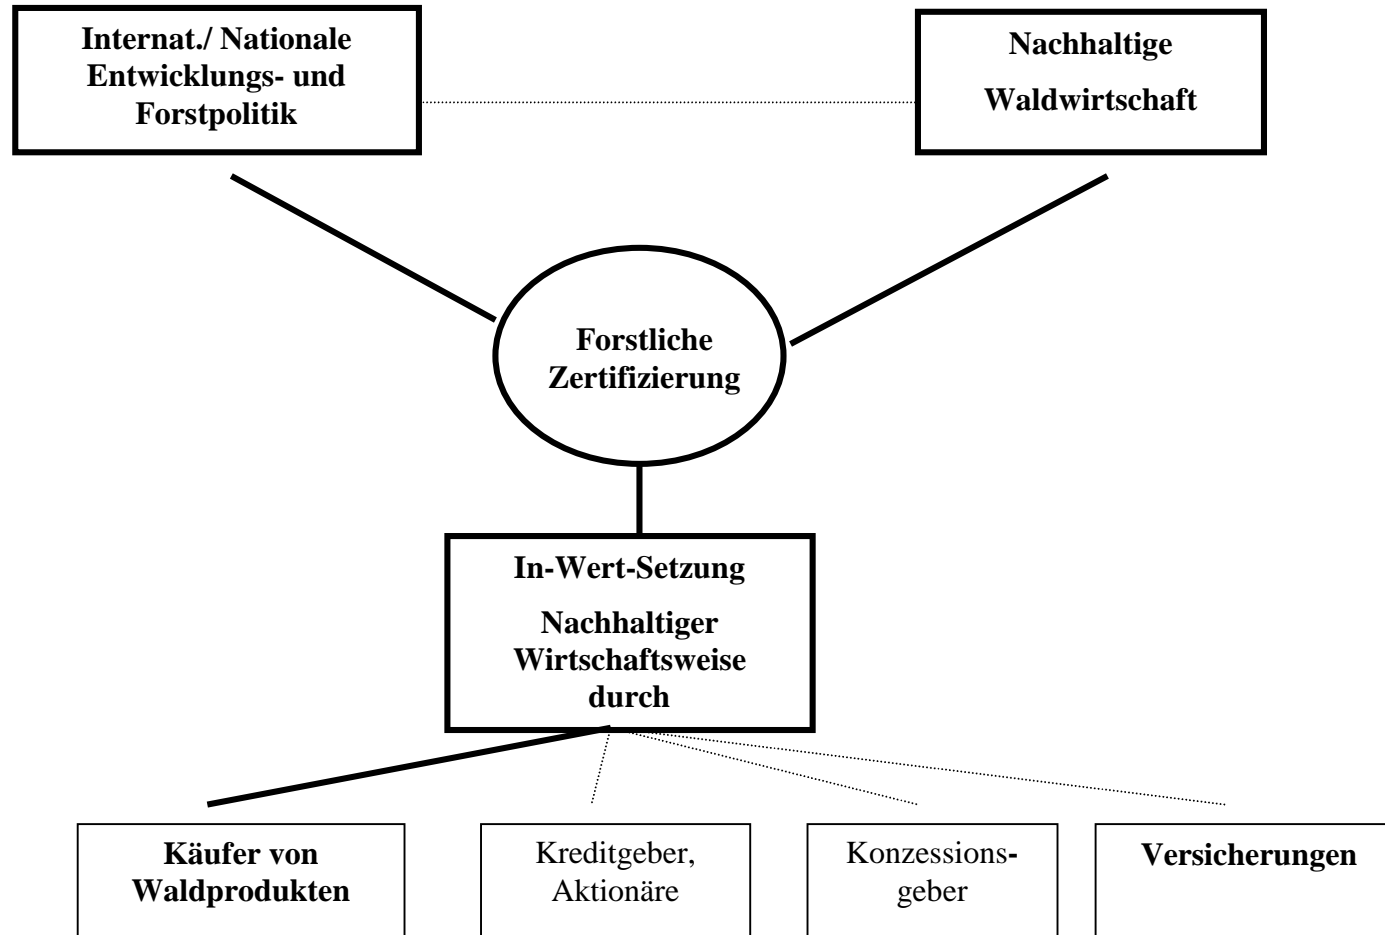 Internat./ Nationale
Entwicklungs- und
Forstpolitik
Nachhaltige
Waldwirtschaft
Forstliche
Zertifizierung
In-Wert-Setzung
Nachhaltiger
Wirtschaftsweise
durch
Käufer von
Waldprodukten
Kreditgeber,
Aktionäre
Konzessions-
geber
Versicherungen